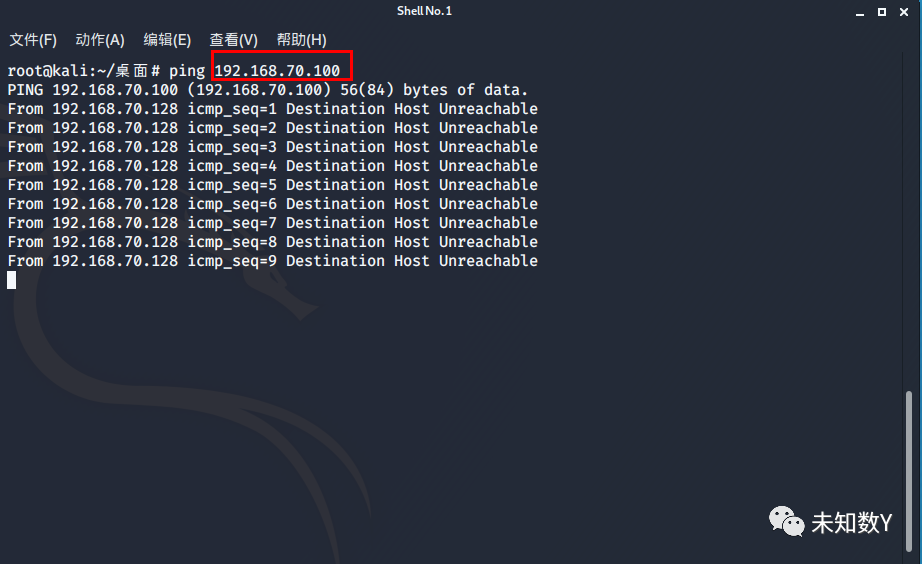 Shell No. 1
文件(F) 动作(A) 编辑(E) 查看(V) 帮助(H)
root@kali:~/桌面# ping 192.168.70.100
PING 192.168.70.100 (192.168.70.100) 56(84) bytes of data.
From 192.168.70.128 icmp_seq=1 Destination Host Unreachable
From 192.168.70.128 icmp_seq=2 Destination Host Unreachable
From 192.168.70.128 icmp_seq=3 Destination Host Unreachable
From 192.168.70.128 icmp_seq=4 Destination Host Unreachable
From 192.168.70.128 icmp_seq=5 Destination Host Unreachable
From 192.168.70.128 icmp_seq=6 Destination Host Unreachable
From 192.168.70.128 icmp_seq=7 Destination Host Unreachable
From 192.168.70.128 icmp_seq=8 Destination Host Unreachable
From 192.168.70.128 icmp_seq=9 Destination Host Unreachable
未知数Y